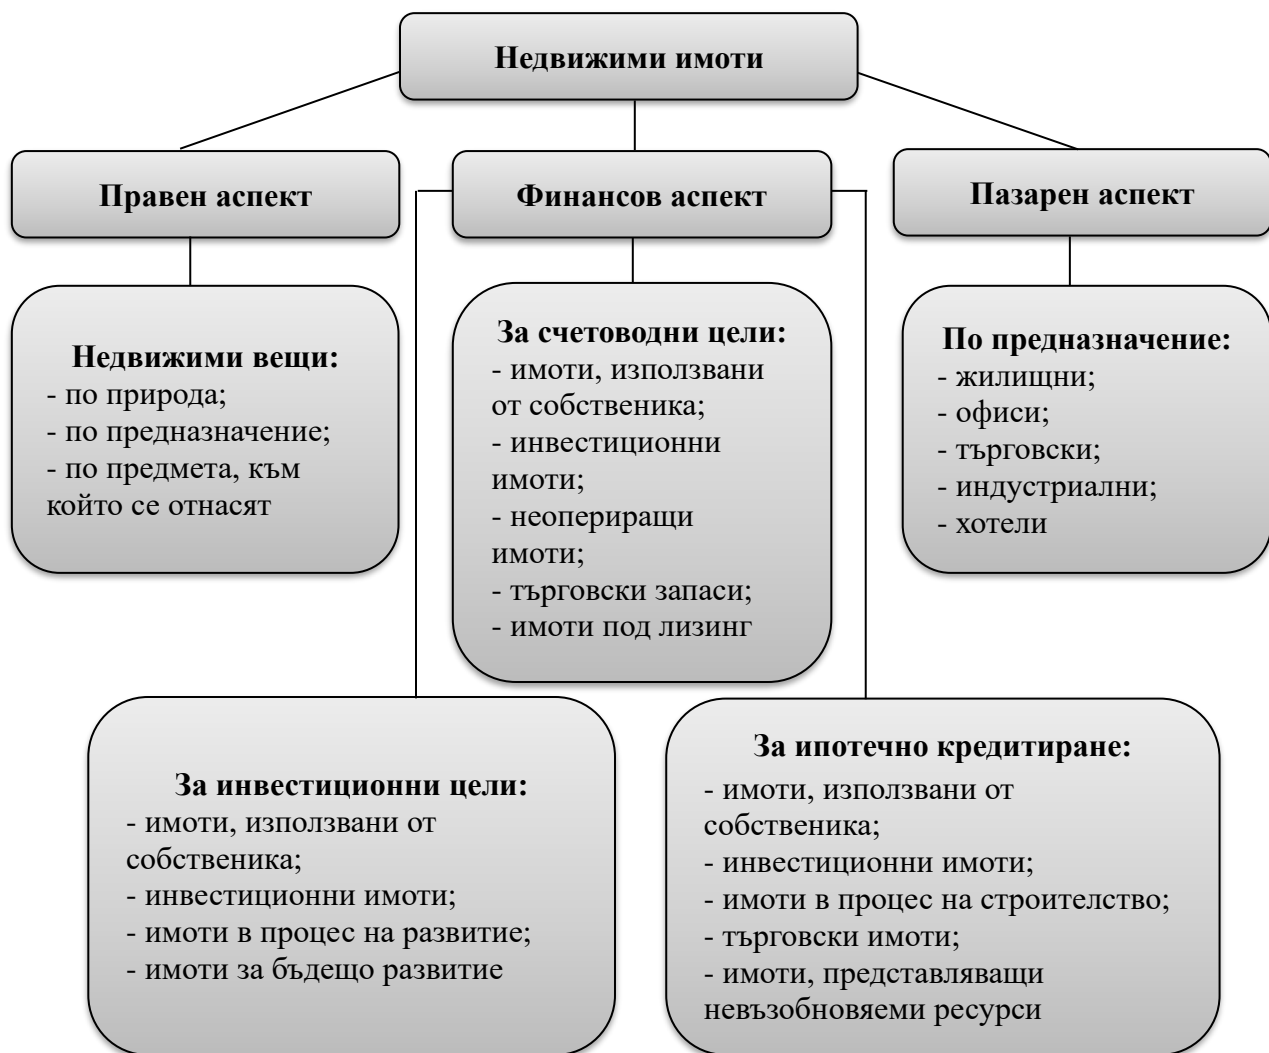 Недвижими имоти
Правен аспект
Финансов аспект
Пазарен аспект
Недвижими вещи:
- по природа;
- по предназначение;
- по предмета, към
който се отнасят
За счетоводни цели:
- имоти, използвани
от собственика;
- инвестиционни
имоти;
- неопериращи
имоти;
- търговски запаси;
- имоти под лизинг
По предназначение:
- жилищни;
- офиси;
- търговски;
- индустриални;
- хотели
За инвестиционни цели:
- имоти, използвани от
собственика;
- инвестиционни имоти;
- имоти в процес на развитие;
- имоти за бъдещо развитие
За ипотечно кредитиране:
- имоти, използвани от
собственика;
- инвестиционни имоти;
- имоти в процес на строителство;
- търговски имоти;
- имоти, представляващи
невъзобновяеми ресурси